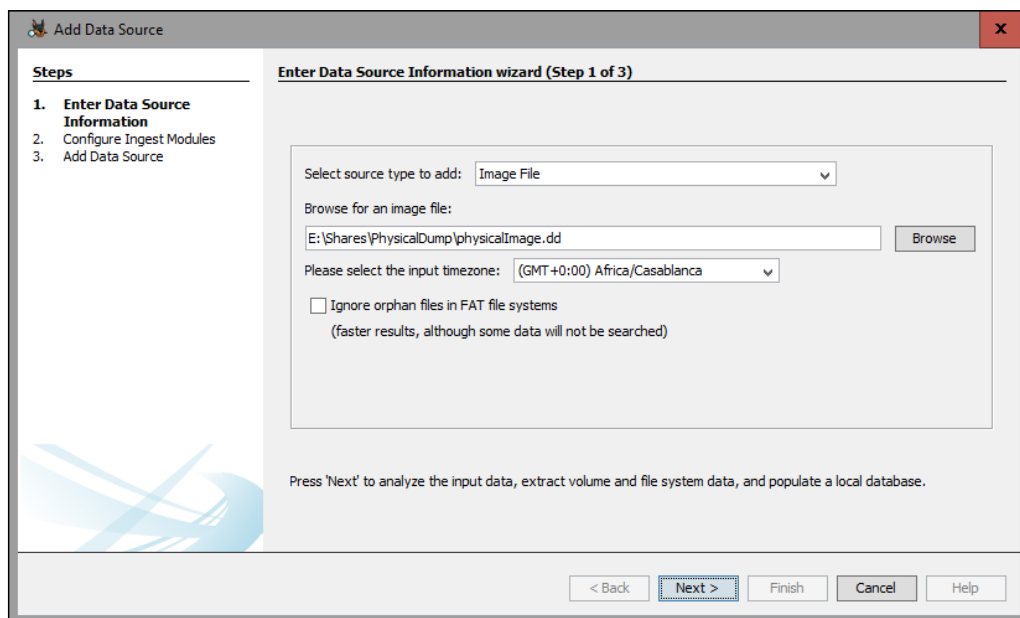 Add Data Source
x
Steps
1. Enter Data Source
Information
2. Configure Ingest Modules
3. Add Data Source
Enter Data Source Information wizard (Step 1 of 3)
Select source type to add: Image File
Browse for an image file:
E:\Shares\PhysicalDump\physicalImage.dd Browse
Please select the input timezone: (GMT+0:00) Africa/Casablanca
Ignore orphan files in FAT file systems
(faster results, although some data will not be searched)
Press 'Next' to analyze the input data, extract volume and file system data, and populate a local database.
< Back Next > Finish Cancel Help